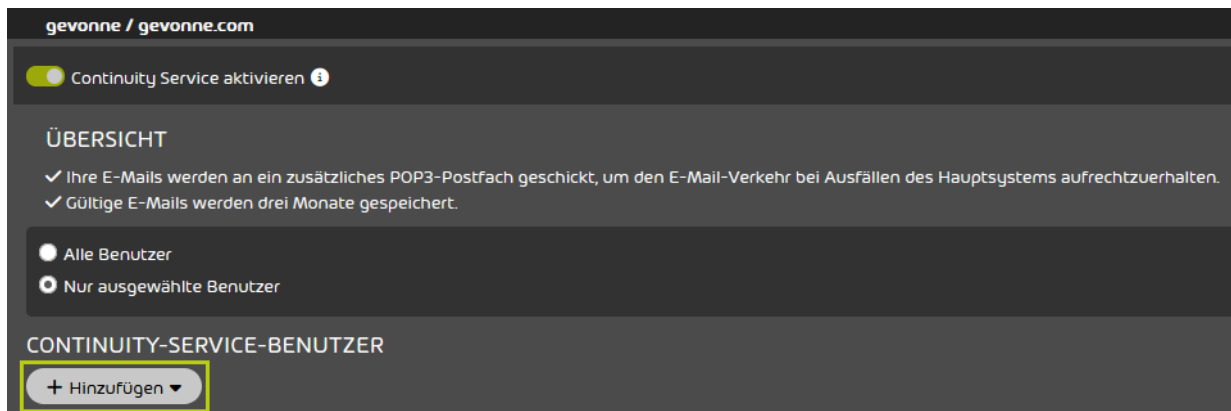 gevonne / gevonne.com
Continuity Service aktivieren
ÜBERSICHT
Ihre E-Mails werden an ein zusätzliches POP3-Postfach geschickt, um den E-Mail-Verkehr bei Ausfällen des Hauptsystems aufrechtzuerhalten.
Gültige E-Mails werden drei Monate gespeichert.
Alle Benutzer
Nur ausgewählte Benutzer
CONTINUITY-SERVICE-BENUTZER
+ Hinzufügen